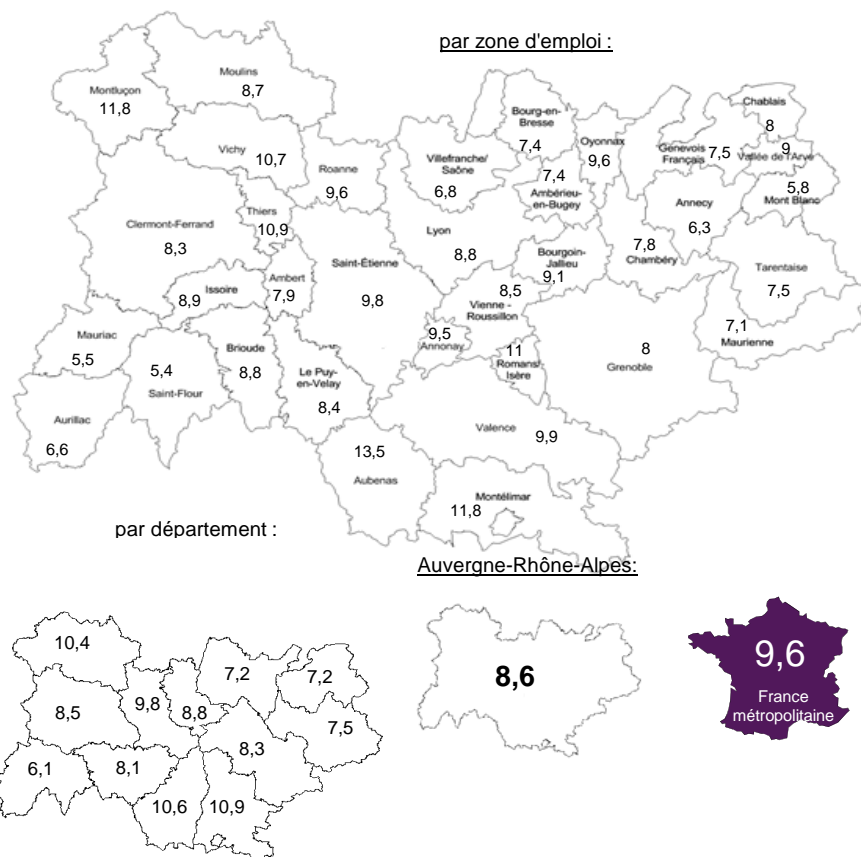 par zone d'emploi :
Moulins
8,7
Montluçon
11,8
Vichy
10,7
Roanne
9,6
Villefranche/
Saône
6,8
Bourg-en-
Bresse
7,4
Oyonnax
9,6
Genevois
Français
7,5
Chablais
8
9
Vallée de l'Arve
5,8
Mont Blanc
7,4
Ambérieu-
en-Bugey
Annecy
6,3
Clermont-Ferrand
8,3
Thiers
10,9
Lyon
8,8
Bourgoin-
Jallieu
9,1
7,8
Chambéry
Tarentaise
7,5
Saint-Étienne
9,8
Issoire
8,9
Ambert
7,9
8,5
Vienne -
Roussillon
7,1
Maurienne
Mauriac
5,5
5,4
Saint-Flour
Brioude
8,8
Le Puy-
en-Velay
8,4
9,5
Annonay
11
Romans/
Isère
8
Grenoble
Aurillac
6,6
Valence
9,9
13,5
Aubenas
Montélimar
11,8
par département :
Auvergne-Rhône-Alpes:
10,4
7,2
7,2
8,5
9,8
8,8
7,5
8,3
6,1
8,1
10,6
10,9
8,6
9,6
France
métropolitaine